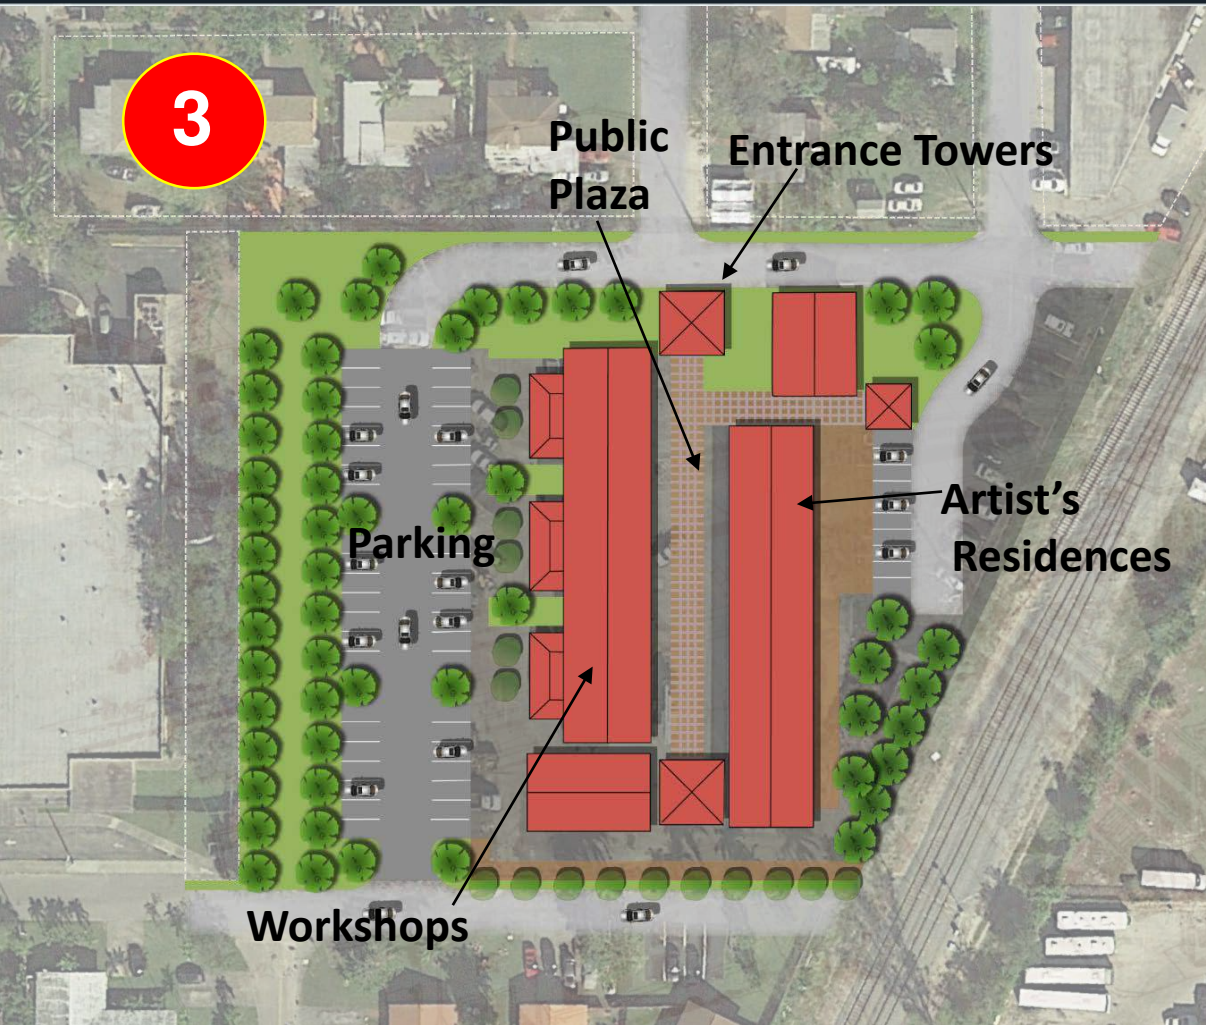 3
Public
Plaza
Entrance Towers
Artist's
Residences
Parking
Workshops